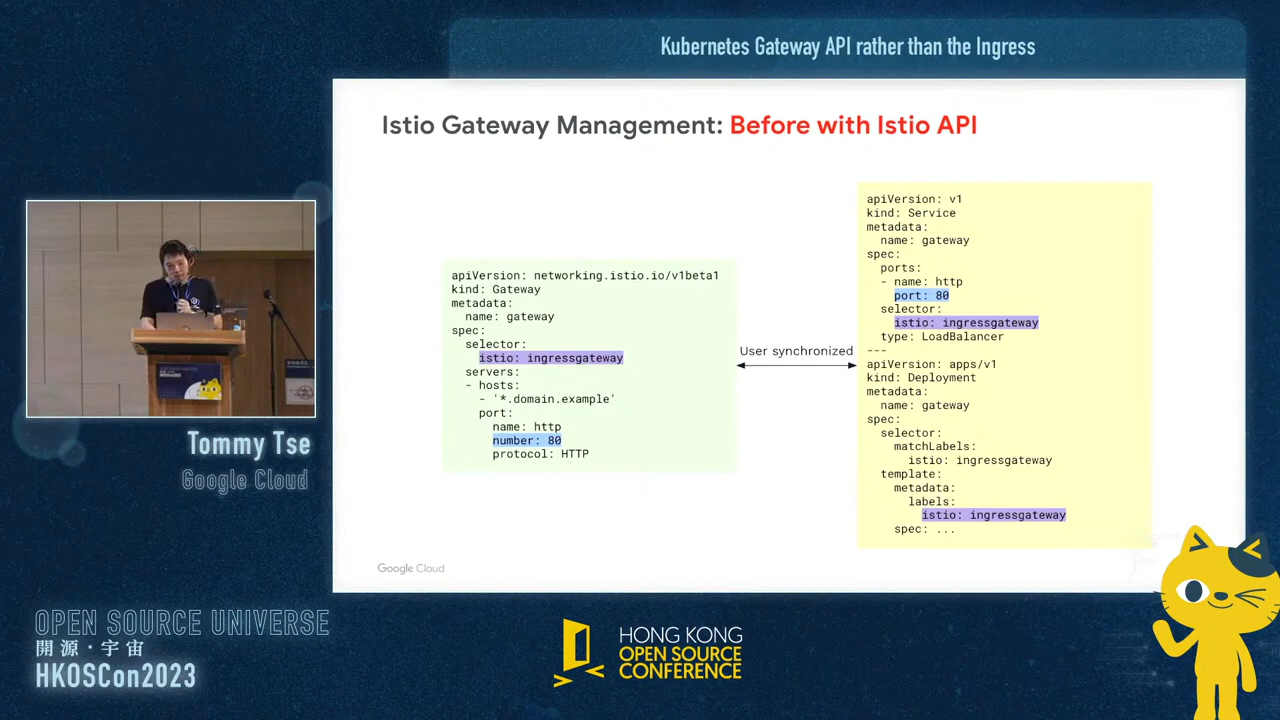 Kubernetes Gateway API rather than the Ingress
Istio Gateway Management: Before with Istio API
apiVersion: networking.istio.io/v1beta1
kind: Gateway
metadata:
  name: gateway
spec:
  selector:
    istio: ingressgateway
  servers:
  - hosts:
    - '*.domain.example'
    port:
      name: http
      number: 80
      protocol: HTTP
User synchronized
apiVersion: v1
kind: Service
metadata:
  name: gateway
spec:
  ports:
  - name: http
    port: 80
  selector:
    istio: ingressgateway
  type: LoadBalancer
---
apiVersion: apps/v1
kind: Deployment
metadata:
  name: gateway
spec:
  selector:
    matchLabels:
      istio: ingressgateway
  template:
    metadata:
      labels:
        istio: ingressgateway
    spec: ...
Google Cloud
Tommy Tse
Google Cloud
OPEN SOURCE UNIVERSE
開源·宇宙
HKOSCon2023
HONG KONG
OPEN SOURCE
CONFERENCE